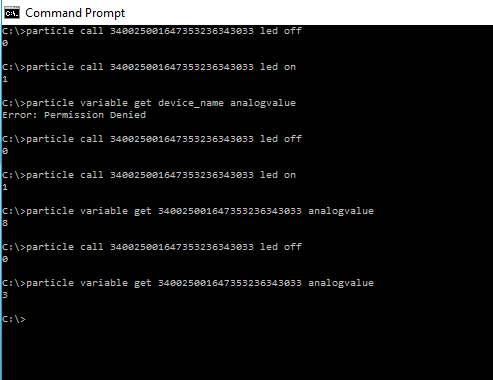 Command Prompt
C:\>particle call 340025001647353236343033 led off
0
C:\>particle call 340025001647353236343033 led on
1
C:\>particle variable get device_name analogvalue
Error: Permission Denied
C:\>particle call 340025001647353236343033 led off
0
C:\>particle call 340025001647353236343033 led on
1
C:\>particle variable get 340025001647353236343033 analogvalue
8
C:\>particle call 340025001647353236343033 led off
0
C:\>particle variable get 340025001647353236343033 analogvalue
3
C:\>